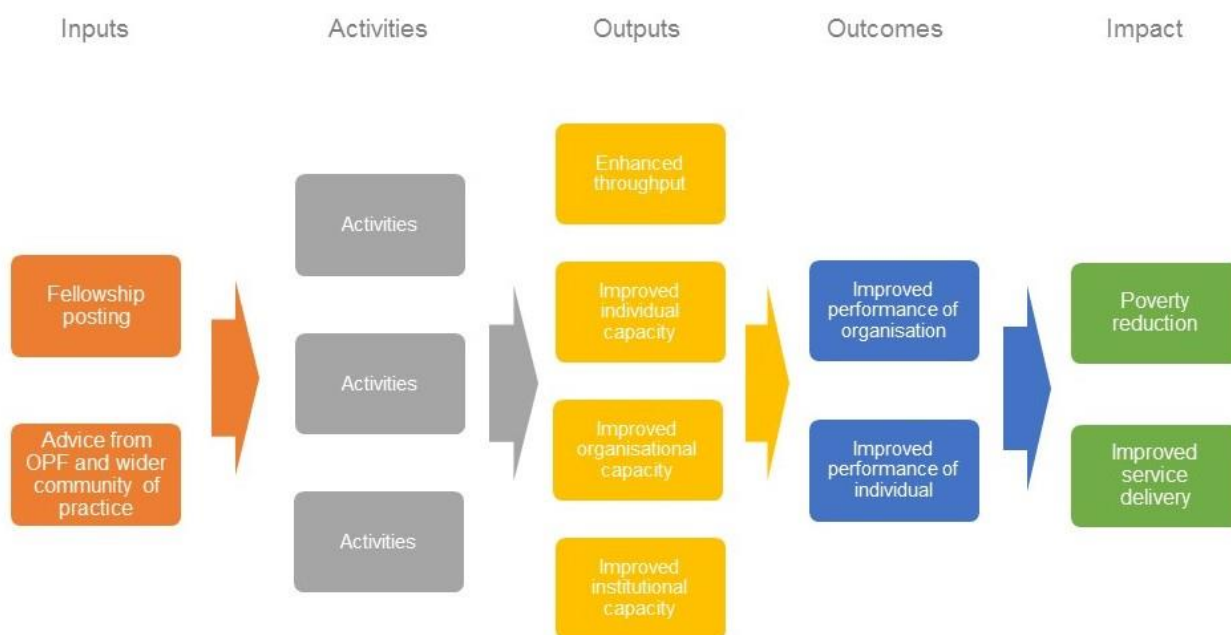 Inputs
Activities
Outputs
Outcomes
Impact
Fellowship
posting
Advice from
OPF and wider
community of
practice
Activities
Activities
Activities
Enhanced
throughput
Improved
individual
capacity
Improved
organisational
capacity
Improved
institutional
capacity
Improved
performance of
organisation
Improved
performance of
individual
Poverty
reduction
Improved
service
delivery